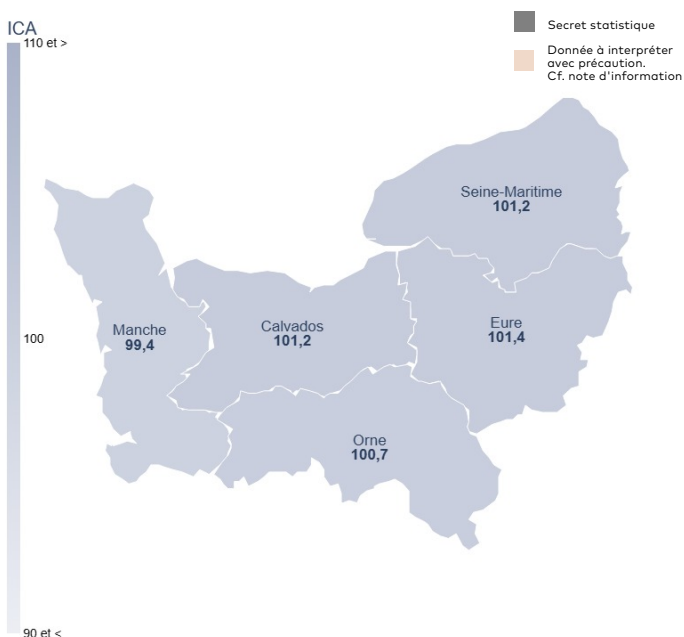 ICA
110 et >
Secret statistique
Donnée à interpréter
avec précaution.
Cf. note d'information
Seine-Maritime
101,2
Manche
99,4
Calvados
101,2
Eure
101,4
100
Orne
100,7
90 et <